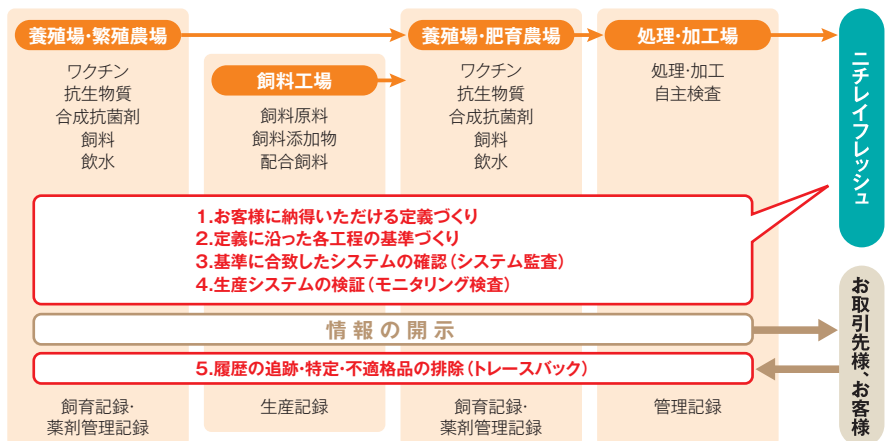 養殖場・繁殖農場
ワクチン
抗生物質
合成抗菌剤
飼料
飲水
飼料工場
飼料原料
飼料添加物
配合飼料
養殖場・肥育農場
ワクチン
抗生物質
合成抗菌剤
飼料
飲水
処理・加工場
処理・加工
自主検査
ニチレイフレッシュ
1.お客様に納得いただける定義づくり
2.定義に沿った各工程の基準づくり
3.基準に合致したシステムの確認(システム監査)
4.生産システムの検証(モニタリング検査)
情報の開示
5.履歴の追跡・特定・不適格品の排除(トレースバック)
お取引先様、お客様
飼育記録・
薬剤管理記録
生産記録
飼育記録・
薬剤管理記録
管理記録